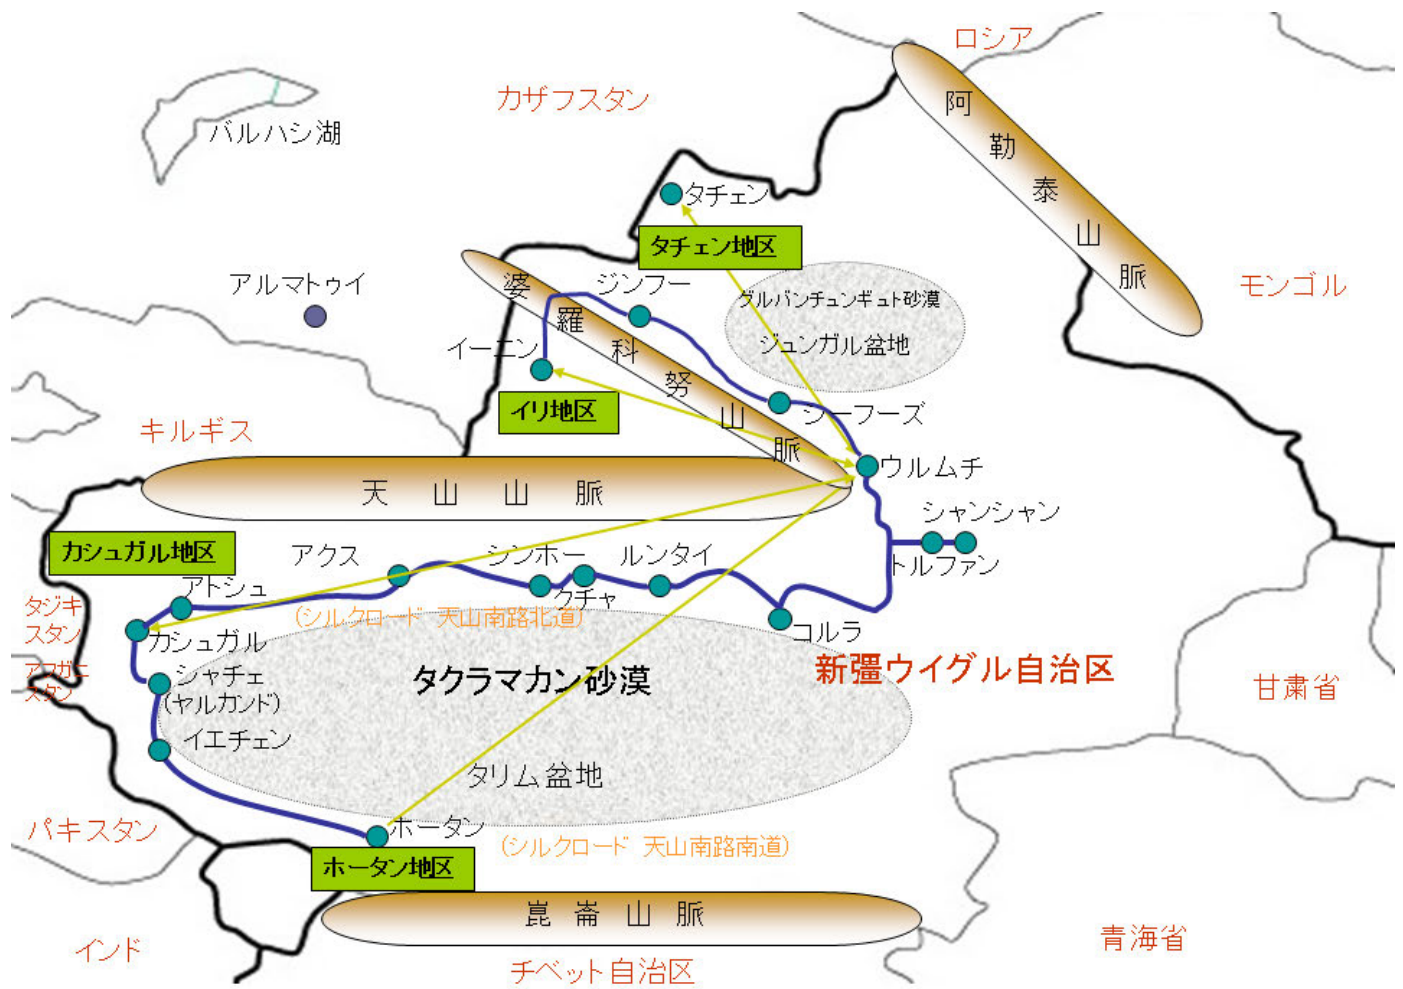 ロシア
カザフスタン
バルハシ湖
阿勒泰山脈
タチェン
タチェン地区
モンゴル
アルマトゥイ
婆羅科努山脈
ジンフー
グルバンチュンギュト砂漠
ジュンガル盆地
イーニン
イリ地区
シーフーズ
キルギス
ウルムチ
天山山脈
シャンシャン
トルファン
カシュガル地区
アクス
シンホー
ルンタイ
アトシュ
クチャ
タジキ
スタン
(シルクロード 天山南路北道)
カシュガル
コルラ
アフガニ
スタン
シャチェ
(ヤルカンド)
タクラマカン砂漠
新疆ウイグル自治区
甘粛省
イエチェン
タリム盆地
パキスタン
ホータン
(シルクロード 天山南路南道)
ホータン地区
崑崙山脈
インド
チベット自治区
青海省